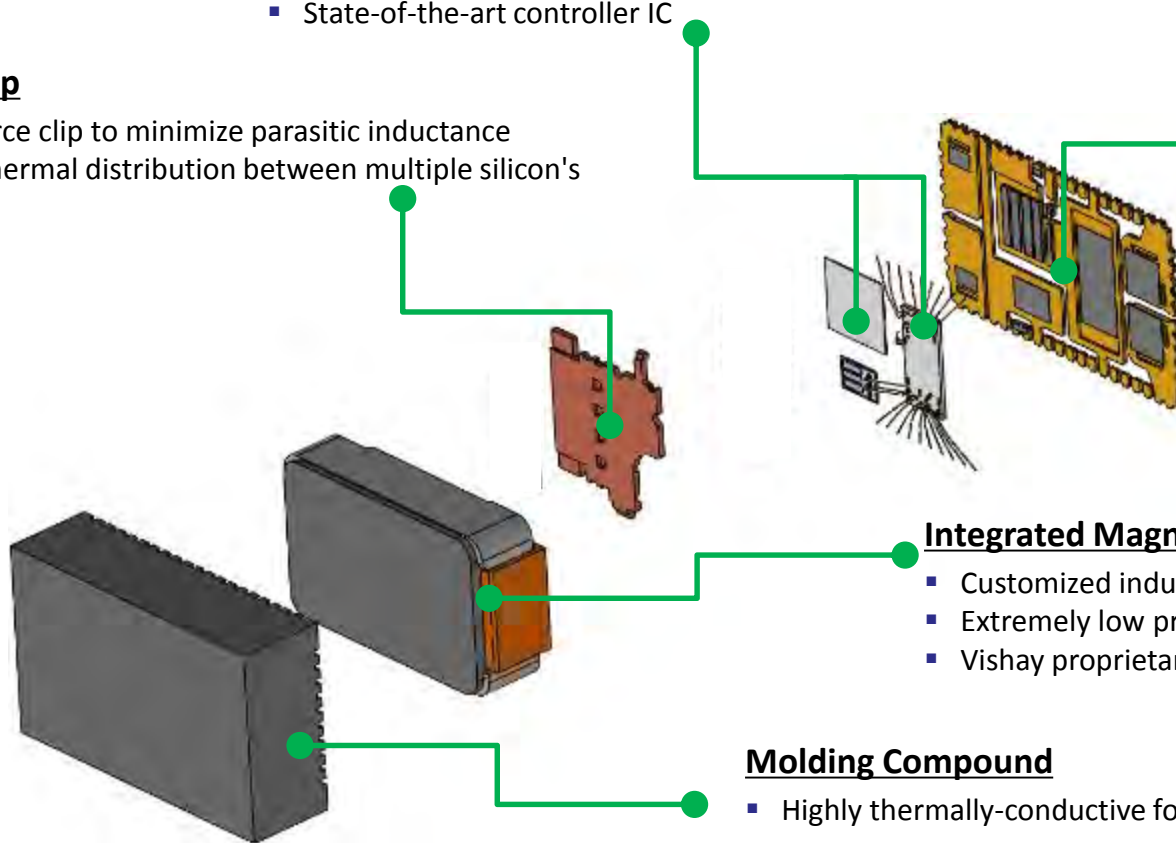 ▪ State-of-the-art controller IC
p
rce clip to minimize parasitic inductance
hermal distribution between multiple silicon's
Integrated Magn
▪ Customized indu
▪ Extremely low pr
▪ Vishay proprietar
Molding Compound
▪ Highly thermally-conductive fo